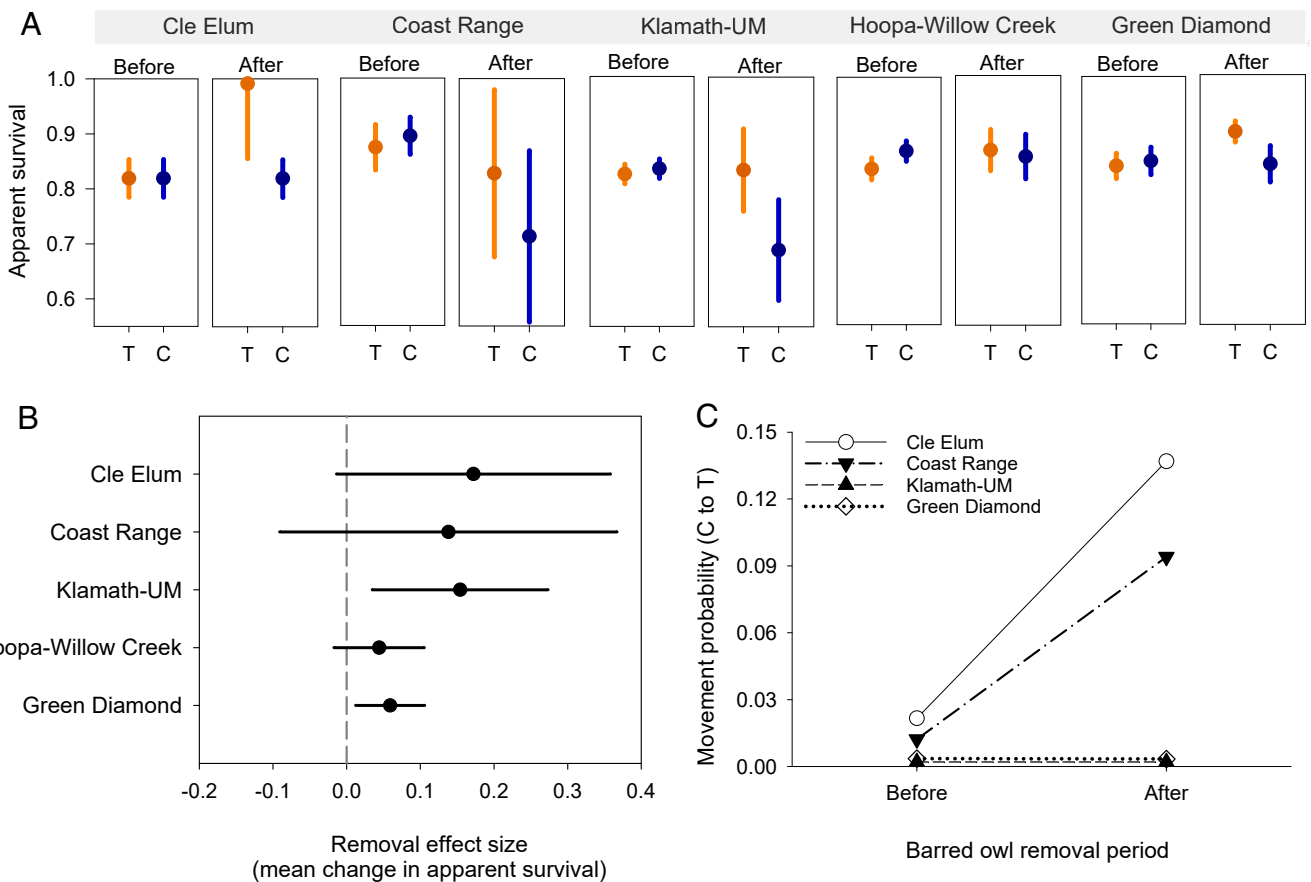 A
Cle Elum Coast Range Klamath-UM Hoopa-Willow Creek Green Diamond
Before After Before After Before After Before After Before After
Apparent survival
1.0
0.9
0.8
0.7
0.6
T C T C T C T C T C T C T C T C T C T C
B
Cle Elum
Coast Range
Klamath-UM
oopa-Willow Creek
Green Diamond
-0.2 -0.1 0.0 0.1 0.2 0.3 0.4
Removal effect size
(mean change in apparent survival)
C
Movement probability (C to T)
0.15
0.12
0.09
0.06
0.03
0.00
Cle Elum
Coast Range
Klamath-UM
Green Diamond
Before After
Barred owl removal period